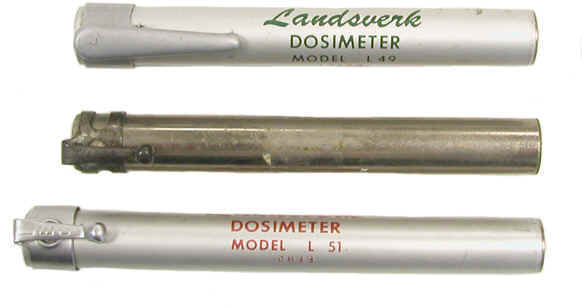 Landsverk
DOSIMETER
MODEL L 49
DOSIMETER
MODEL L 51